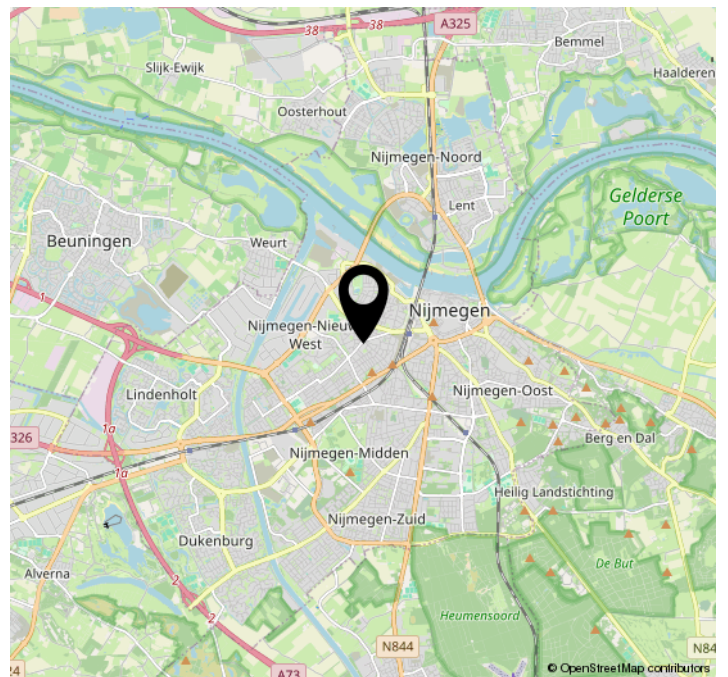 38
38
A325
Bemmel
Slijk-Ewijk
Haalderen
Oosterhout
Nijmegen-Noord
Gelderse
Poort
Lent
Beuningen
Weurt
1
Nijmegen
Nijmegen-Nieuw
West
Lindenholt
Nijmegen-Oost
1a
326
Berg en Dal
1a
Nijmegen-Midden
Heilig Landstichting
Nijmegen-Zuid
Dukenburg
De But
Alverna
2
Heumensoord
2
N844
N84
24
A73
© OpenStreetMap contributors